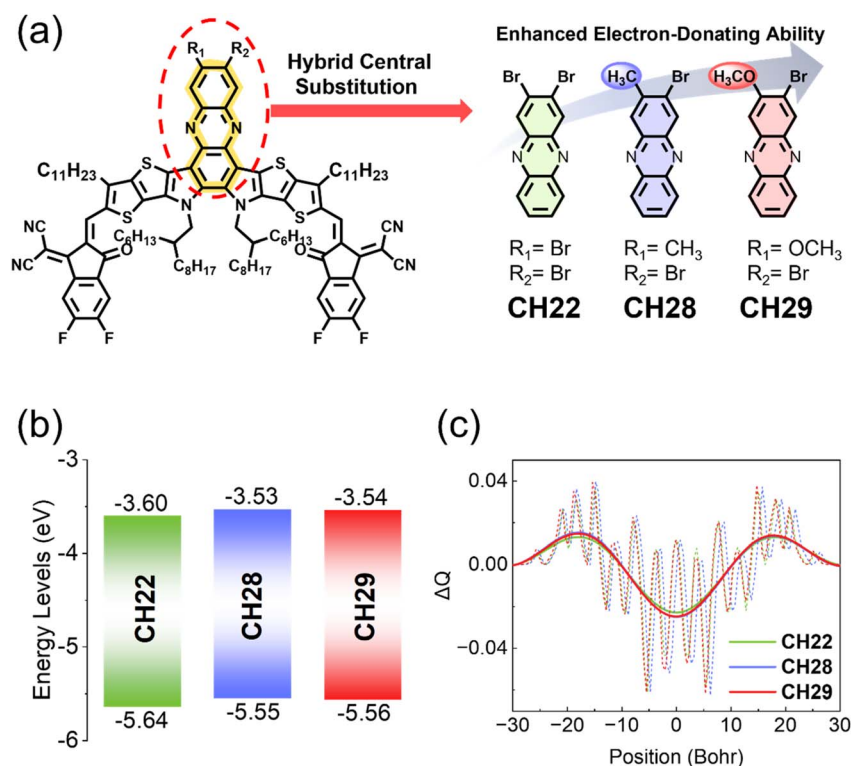 (a)
R₁ R₂
Hybrid Central
Substitution
Enhanced Electron-Donating Ability
Br Br
H₃C Br
H₃CO Br
N N
N N
N N
N N
S S
C₁₁H₂₃ C₁₁H₂₃
S N N S
NC C₆H₁₃ C₆H₁₃ CN
NC O C₈H₁₇ C₈H₁₇ O CN
F F F F
R₁= Br
R₂= Br
CH22
R₁= CH₃
R₂= Br
CH28
R₁= OCH₃
R₂= Br
CH29
(b)
Energy Levels (eV)
-3
-4
-5
-6
-3.60
CH22
-5.64
-3.53
CH28
-5.55
-3.54
CH29
-5.56
(c)
ΔQ
0.04
0.00
-0.04
CH22
CH28
CH29
-30 -20 -10 0 10 20 30
Position (Bohr)